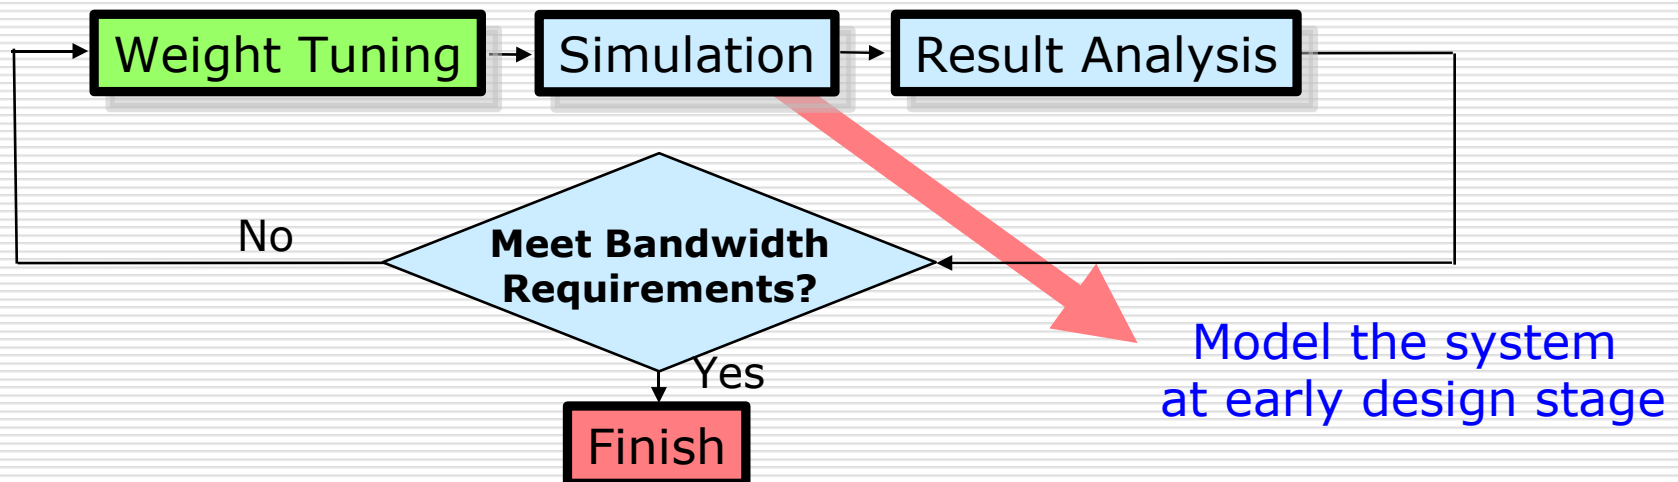 Weight Tuning
Simulation
Result Analysis
No
Meet Bandwidth
Requirements?
Yes
Finish
Model the system
at early design stage